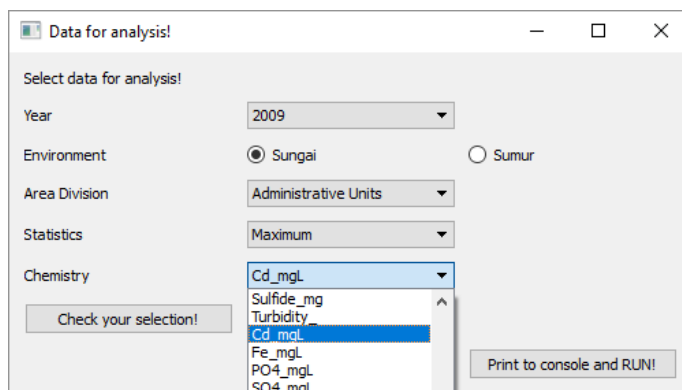 Data for analysis!
Select data for analysis!
Year 2009
Environment Sungai Sumur
Area Division Administrative Units
Statistics Maximum
Chemistry Cd_mgL
Sulfide_mg
Turbidity_
Check your selection!
Cd_mgL
Fe_mgL
PO4_mgL
Print to console and RUN!
SO4_mgL